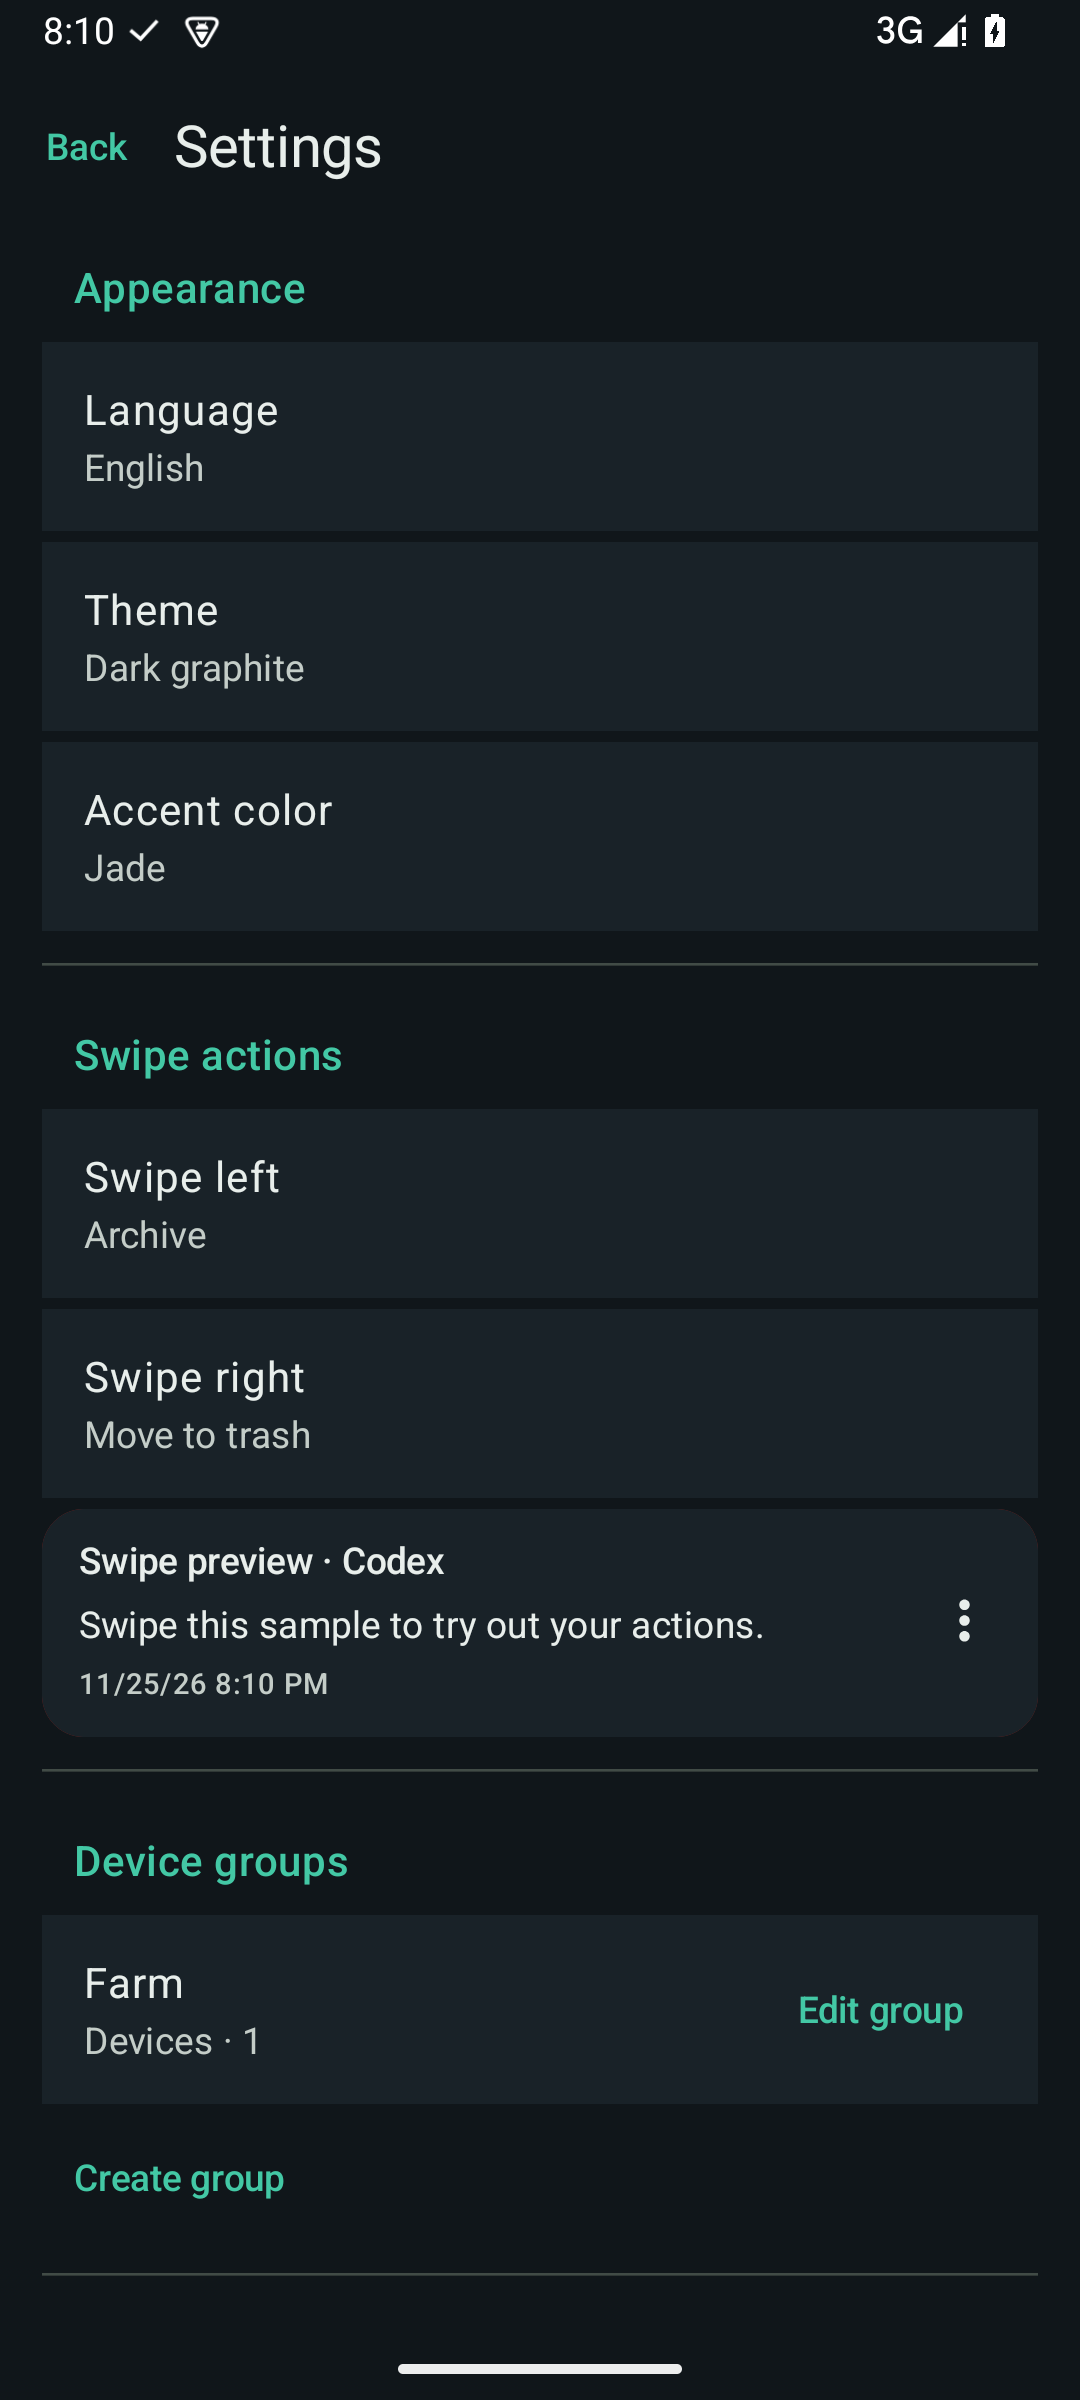 8:10
3G
Back Settings
Appearance
Language
English
Theme
Dark graphite
Accent color
Jade
Swipe actions
Swipe left
Archive
Swipe right
Move to trash
Swipe preview · Codex
Swipe this sample to try out your actions.
11/25/26 8:10 PM
Device groups
Farm
Devices · 1
Edit group
Create group